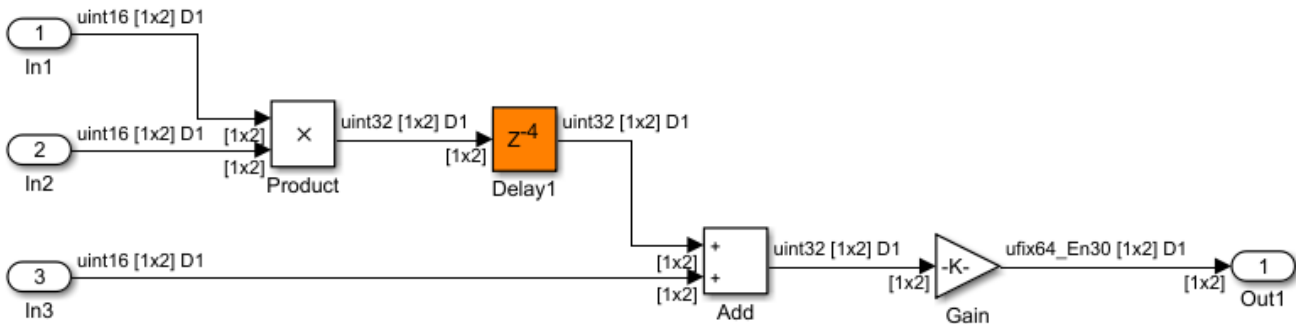 uint16 [1x2] D1
1
In1
uint16 [1x2] D1
2
In2
[1x2]
[1x2]
×
Product
uint32 [1x2] D1
[1x2]
Z-4
Delay1
uint32 [1x2] D1
uint16 [1x2] D1
3
In3
[1x2]
[1x2]
+
+
Add
uint32 [1x2] D1
[1x2]
-K-
Gain
ufix64_En30 [1x2] D1
[1x2]
1
Out1